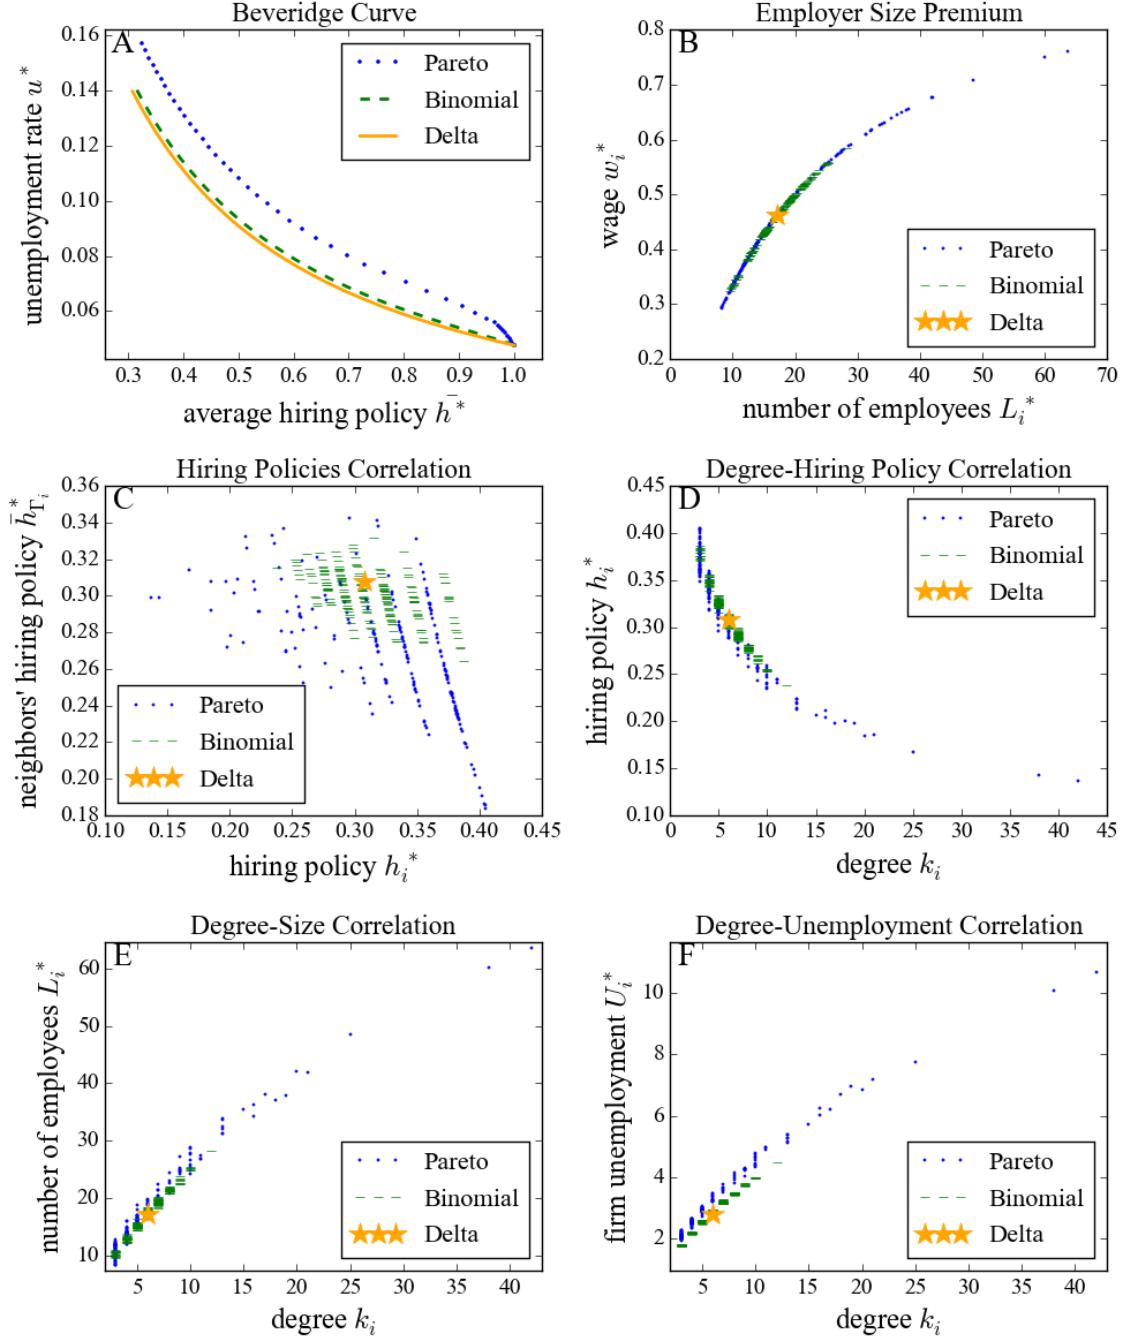 Beveridge Curve
A
0.16
0.14
0.12
0.10
0.08
0.06
unemployment rate u*
Pareto
Binomial
Delta
0.3 0.4 0.5 0.6 0.7 0.8 0.9 1.0
average hiring policy h̄*
Employer Size Premium
B
0.8
0.7
0.6
0.5
0.4
0.3
0.2
wage w_i*
Pareto
Binomial
Delta
0 10 20 30 40 50 60 70
number of employees L_i*
Hiring Policies Correlation
C
0.36
0.34
0.32
0.30
0.28
0.26
0.24
0.22
0.20
0.18
neighbors' hiring policy h̄_Γi*
Pareto
Binomial
Delta
0.10 0.15 0.20 0.25 0.30 0.35 0.40 0.45
hiring policy h_i*
Degree-Hiring Policy Correlation
D
0.45
0.40
0.35
0.30
0.25
0.20
0.15
0.10
hiring policy h_i*
Pareto
Binomial
Delta
0 5 10 15 20 25 30 35 40 45
degree k_i
Degree-Size Correlation
E
60
50
40
30
20
10
number of employees L_i*
Pareto
Binomial
Delta
5 10 15 20 25 30 35 40
degree k_i
Degree-Unemployment Correlation
F
10
8
6
4
2
firm unemployment U_i*
Pareto
Binomial
Delta
5 10 15 20 25 30 35 40
degree k_i